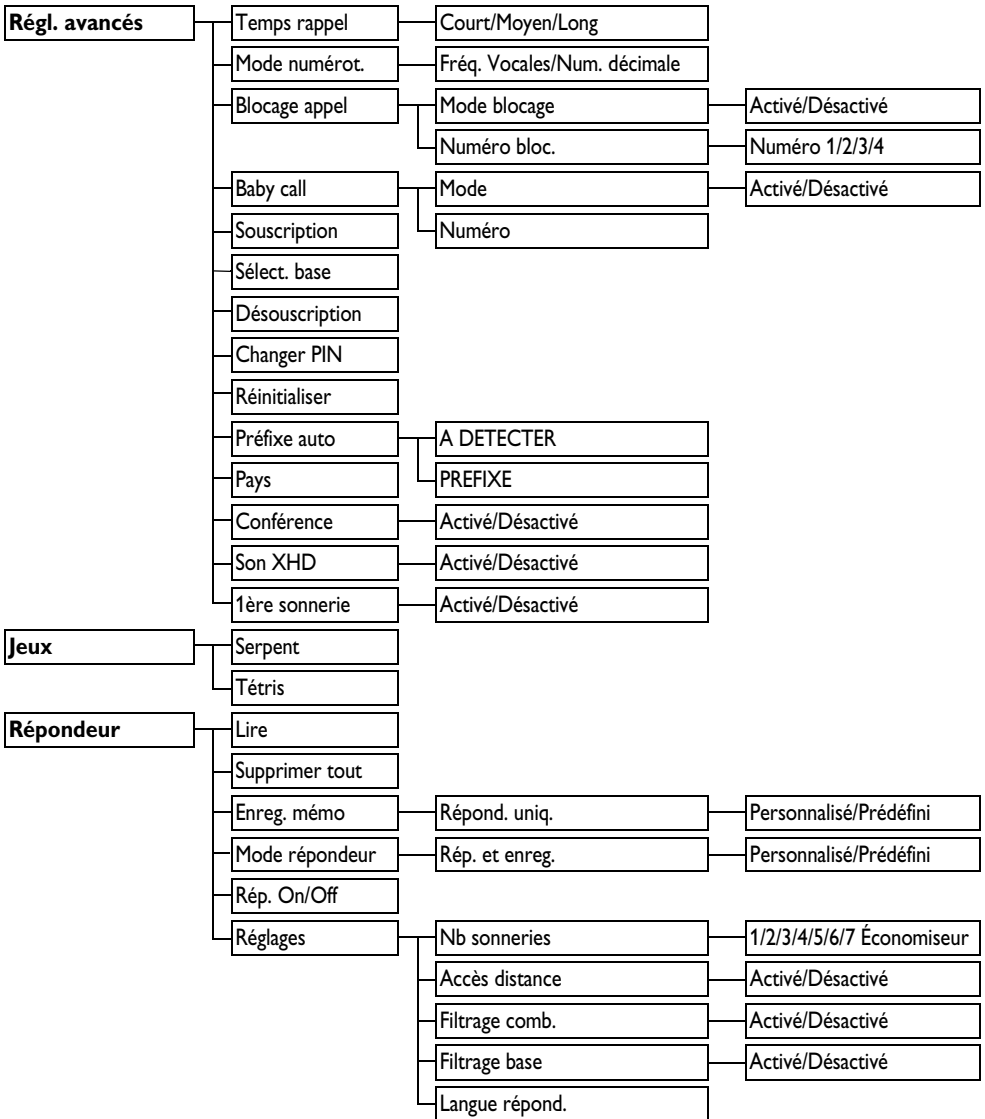 Régl. avancés Temps rappel Court/Moyen/Long
Mode numérot. Fréq. Vocales/Num. décimale
Blocage appel Mode blocage Activé/Désactivé
Numéro bloc. Numéro 1/2/3/4
Baby call Mode Activé/Désactivé
Souscription Numéro
Sélect. base
Désouscription
Changer PIN
Réinitialiser
Préfixe auto A DETECTER
Pays PREFIXE
Conférence Activé/Désactivé
Son XHD Activé/Désactivé
1ère sonnerie Activé/Désactivé
Jeux Serpent
Tétris
Répondeur Lire
Supprimer tout
Enreg. mémo Répond. uniq. Personnalisé/Prédéfini
Mode répondeur Rép. et enreg. Personnalisé/Prédéfini
Rép. On/Off
Réglages Nb sonneries 1/2/3/4/5/6/7 Économiseur
Accès distance Activé/Désactivé
Filtrage comb. Activé/Désactivé
Filtrage base Activé/Désactivé
Langue répond.